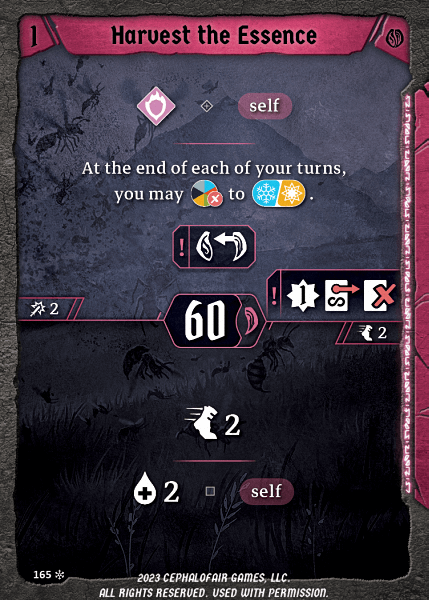 1 Harvest the Essence
self
At the end of each of your turns,
you may to .
!
! 1
2 60 2
2
2 self
165
2023 CEPHALOFAIR GAMES, LLC.
ALL RIGHTS RESERVED. USED WITH PERMISSION.